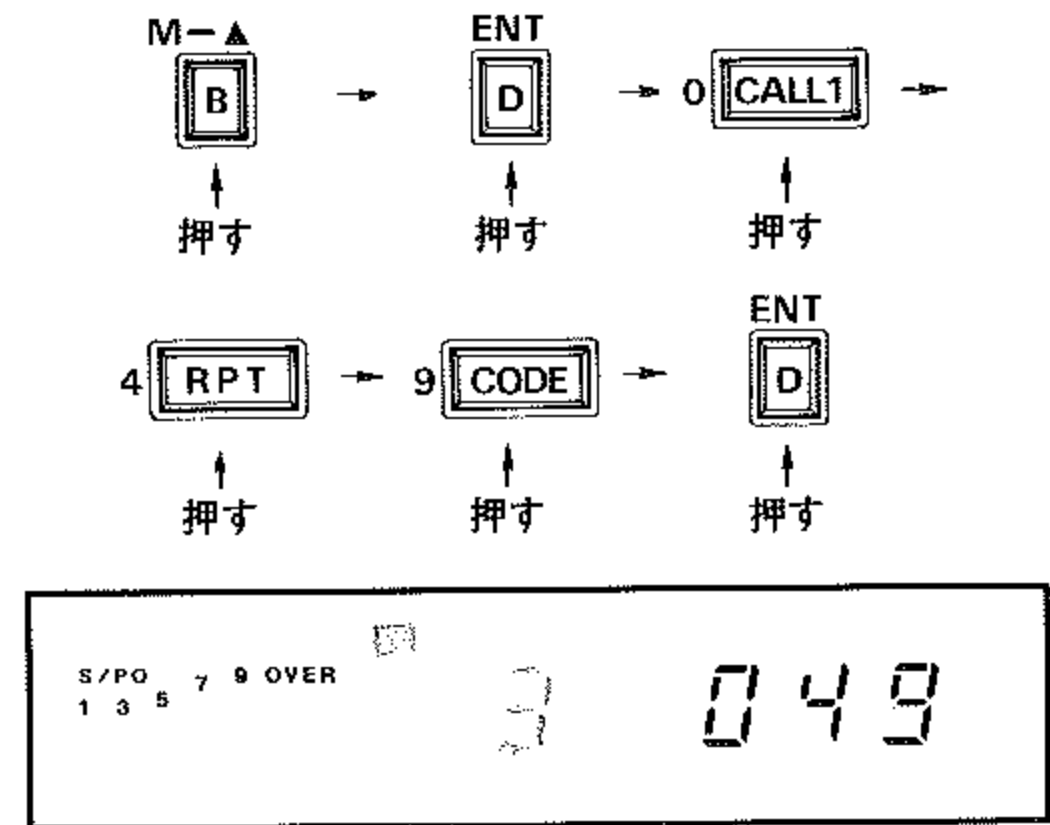 M－▲ ENT
B → D → 0 CALL1 →
押す 押す 押す
ENT
4 RPT → 9 CODE → D
押す 押す 押す
S/PO 7 9 OVER
1 3 5
049